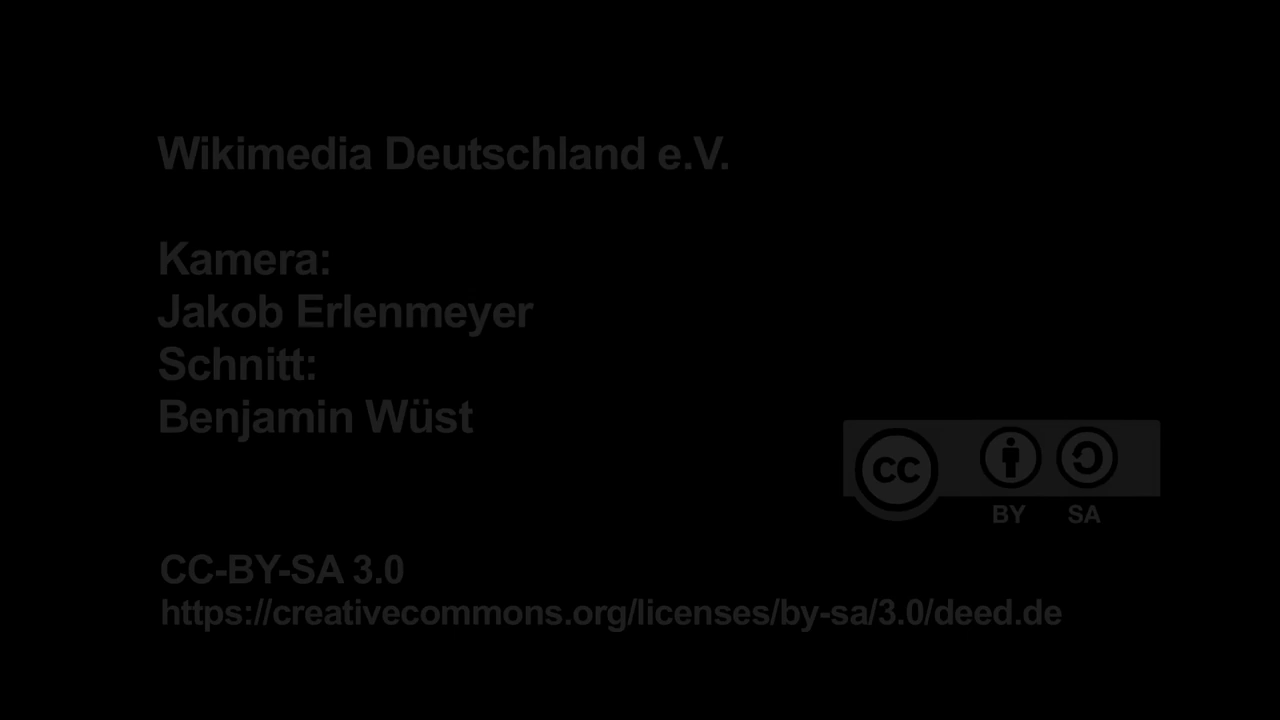 Wikimedia Deutschland e.V.
Kamera:
Jakob Erlenmeyer
Schnitt:
Benjamin Wüst
cc
BY SA
CC-BY-SA 3.0
https://creativecommons.org/licenses/by-sa/3.0/deed.de